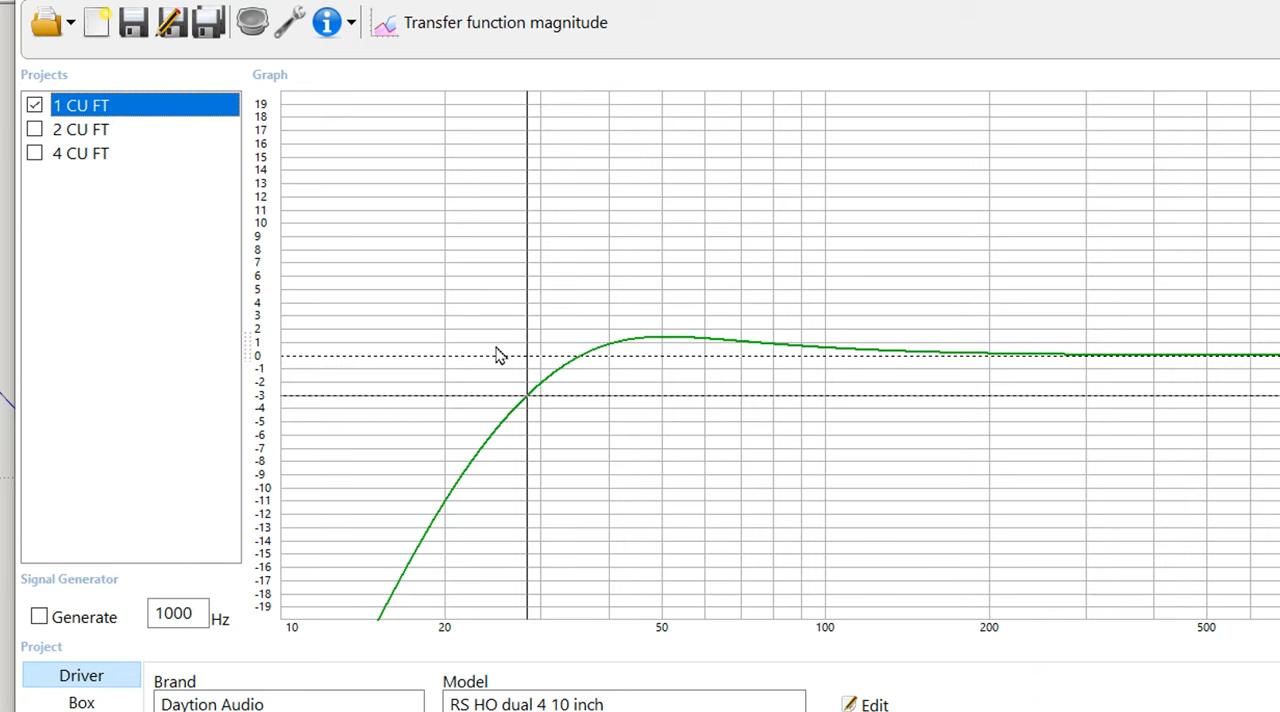 Transfer function magnitude
Projects
Graph
1 CU FT
2 CU FT
4 CU FT
19
18
17
16
15
14
13
12
11
10
9
8
7
6
5
4
3
2
1
0
-1
-2
-3
-4
-5
-6
-7
-8
-9
-10
-11
-12
-13
-14
-15
-16
-17
-18
-19
10 20 50 100 200 500
Signal Generator
Generate 1000 Hz
Project
Driver
Box
Brand
Model
Daytion Audio
RS HO dual 4 10 inch
Edit